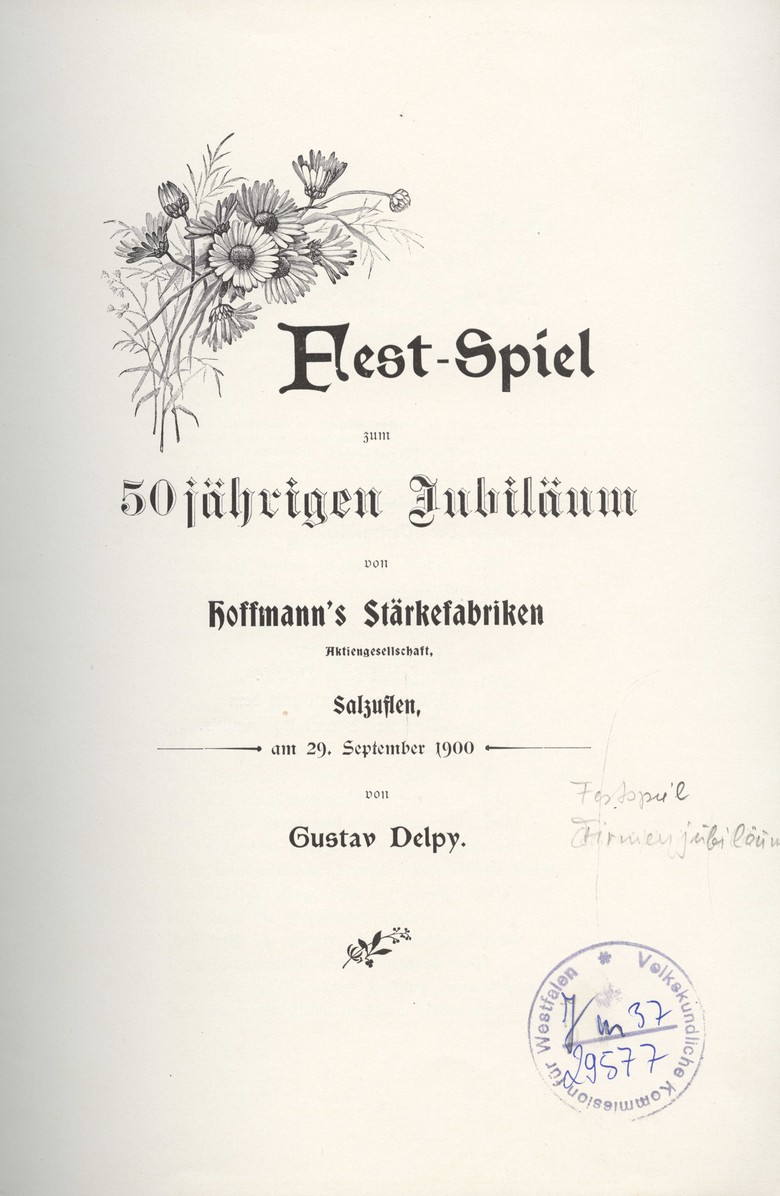 Fest-Spiel
zum
50jährigen Jubiläum
von
Hoffmann's Stärkefabriken
Aktiengesellschaft,
Salzuflen,
am 29. September 1900
von
Gustav Delpy.
Festspiel
Firmenjubiläum
Volkskundliche Kommission für Westfalen
37
29577